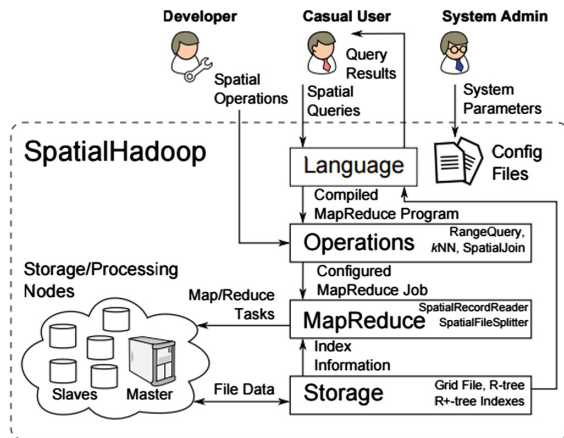 Developer
Casual User
System Admin
Spatial
Operations
Query
Results
Spatial
Queries
System
Parameters
SpatialHadoop
Language
Config
Files
Compiled
MapReduce Program
Operations
RangeQuery,
kNN, SpatialJoin
Configured
MapReduce Job
Storage/Processing
Nodes
Map/Reduce
Tasks
MapReduce
SpatialRecordReader
SpatialFileSplitter
Index
Information
Slaves
Master
File Data
Storage
Grid File, R-tree
R+-tree Indexes